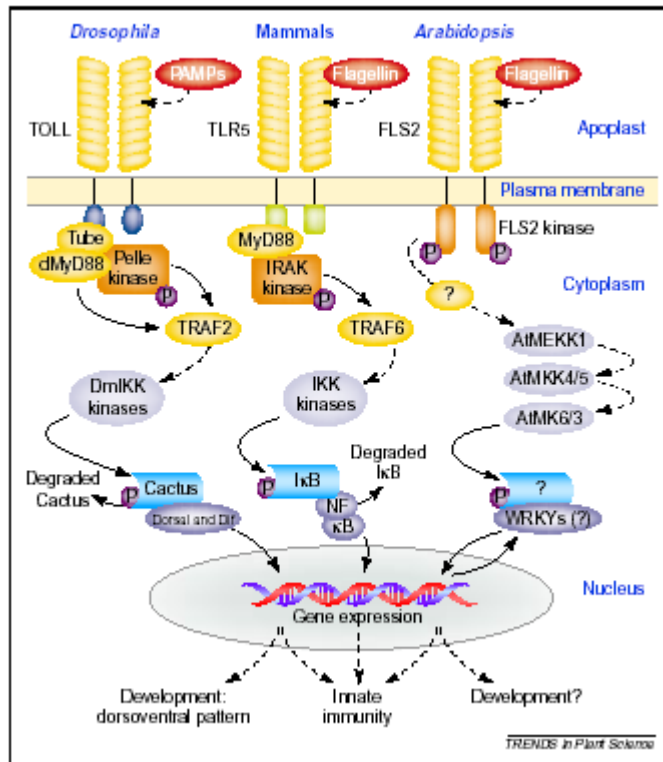 Drosophila Mammals Arabidopsis
PAMPs Flagellin Flagellin
TOLL TLR5 FLS2 Apoplast
Plasma membrane
Tube MyD88 FLS2 kinase
dMyD88 Pelle kinase IRAK kinase P P
P P ? Cytoplasm
TRAF2 TRAF6 AtMEKK1
DmIKK kinases IKK kinases AtMKK4/5
AtMK6/3
Degraded Cactus P Cactus P IκB Degraded IκB P ?
Dorsal and Dif NF κB WRKYs (?)
Nucleus
Gene expression
Development: dorsoventral pattern Innate immunity Development?
TRENDS in Plant Science